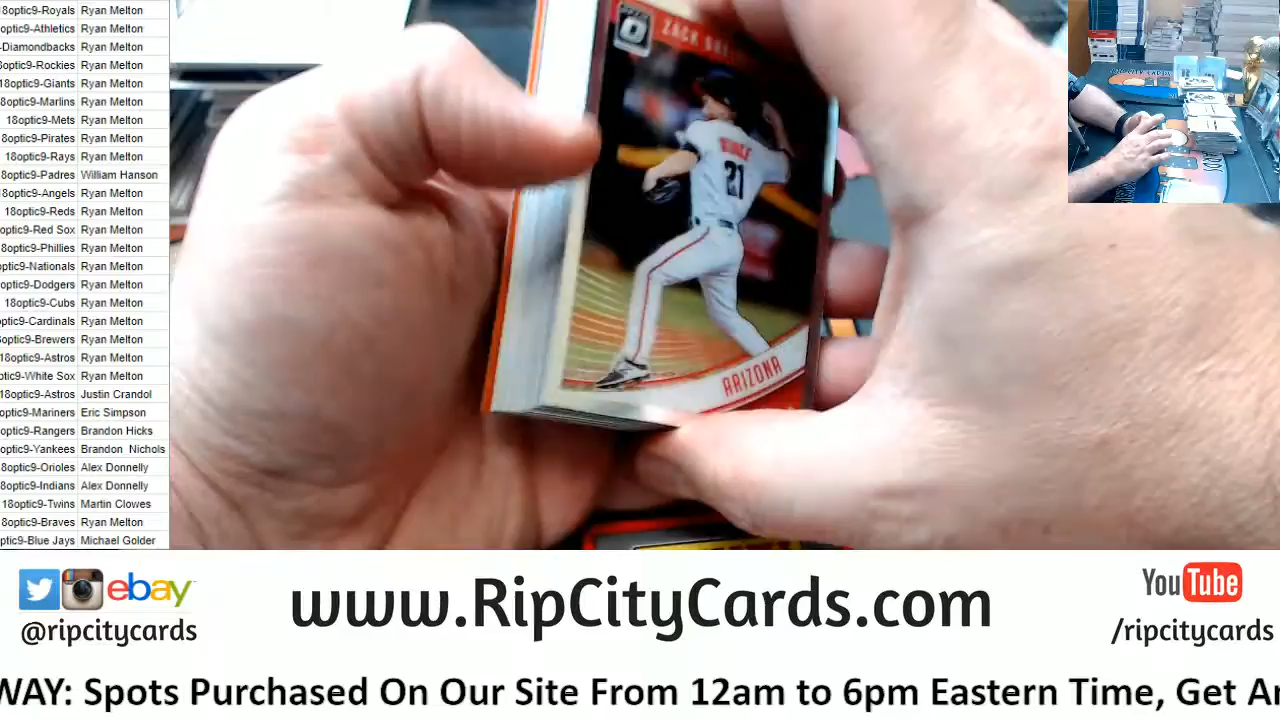 8optic9-Royals Ryan Melton
optic9-Athletics Ryan Melton
-Diamondbacks Ryan Melton
8optic9-Rockies Ryan Melton
18optic9-Giants Ryan Melton
8optic9-Marlins Ryan Melton
18optic9-Mets Ryan Melton
8optic9-Pirates Ryan Melton
18optic9-Rays Ryan Melton
8optic9-Padres William Hanson
18optic9-Angels Ryan Melton
18optic9-Reds Ryan Melton
optic9-Red Sox Ryan Melton
8optic9-Phillies Ryan Melton
ptic9-Nationals Ryan Melton
optic9-Dodgers Ryan Melton
18optic9-Cubs Ryan Melton
optic9-Cardinals Ryan Melton
8optic9-Brewers Ryan Melton
18optic9-Astros Ryan Melton
ptic9-White Sox Ryan Melton
18optic9-Astros Justin Crandol
optic9-Mariners Eric Simpson
optic9-Rangers Brandon Hicks
optic9-Yankees Brandon Nichols
8optic9-Orioles Alex Donnelly
8optic9-Indians Alex Donnelly
18optic9-Twins Martin Clowes
8optic9-Braves Ryan Melton
ptic9-Blue Jays Michael Golder
ZACK
21
ARIZONA
ebay
@ripcitycards
www.RipCityCards.com
YouTube
/ripcitycards
WAY: Spots Purchased On Our Site From 12am to 6pm Eastern Time, Get Ar